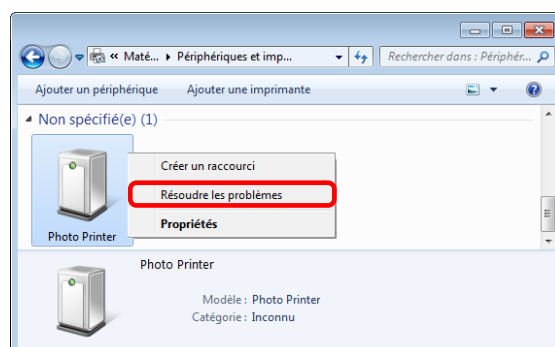 « Maté... ▸ Périphériques et imp...
Rechercher dans : Périphér...
Ajouter un périphérique Ajouter une imprimante
Non spécifié(e) (1)
Créer un raccourci
Résoudre les problèmes
Propriétés
Photo Printer
Photo Printer
Modèle : Photo Printer
Catégorie : Inconnu